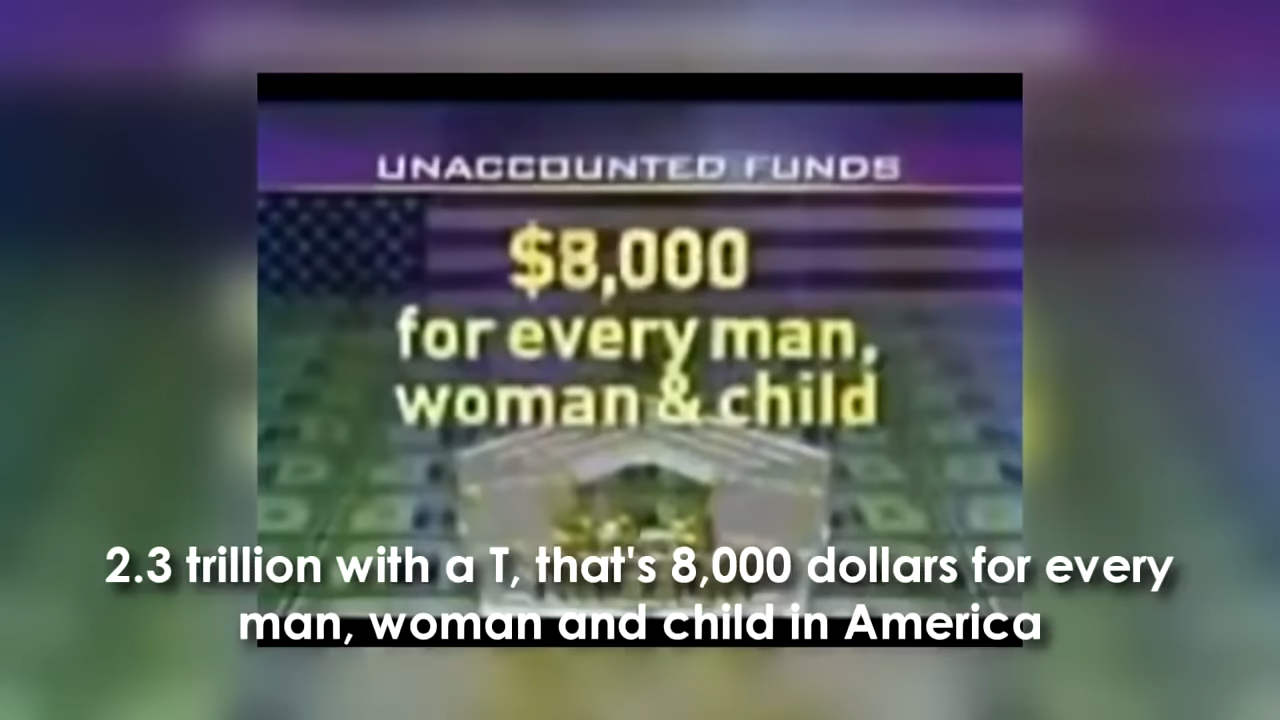 UNACCOUNTED FUNDS
$8,000
for every man,
woman & child
2.3 trillion with a T, that's 8,000 dollars for every
man, woman and child in America